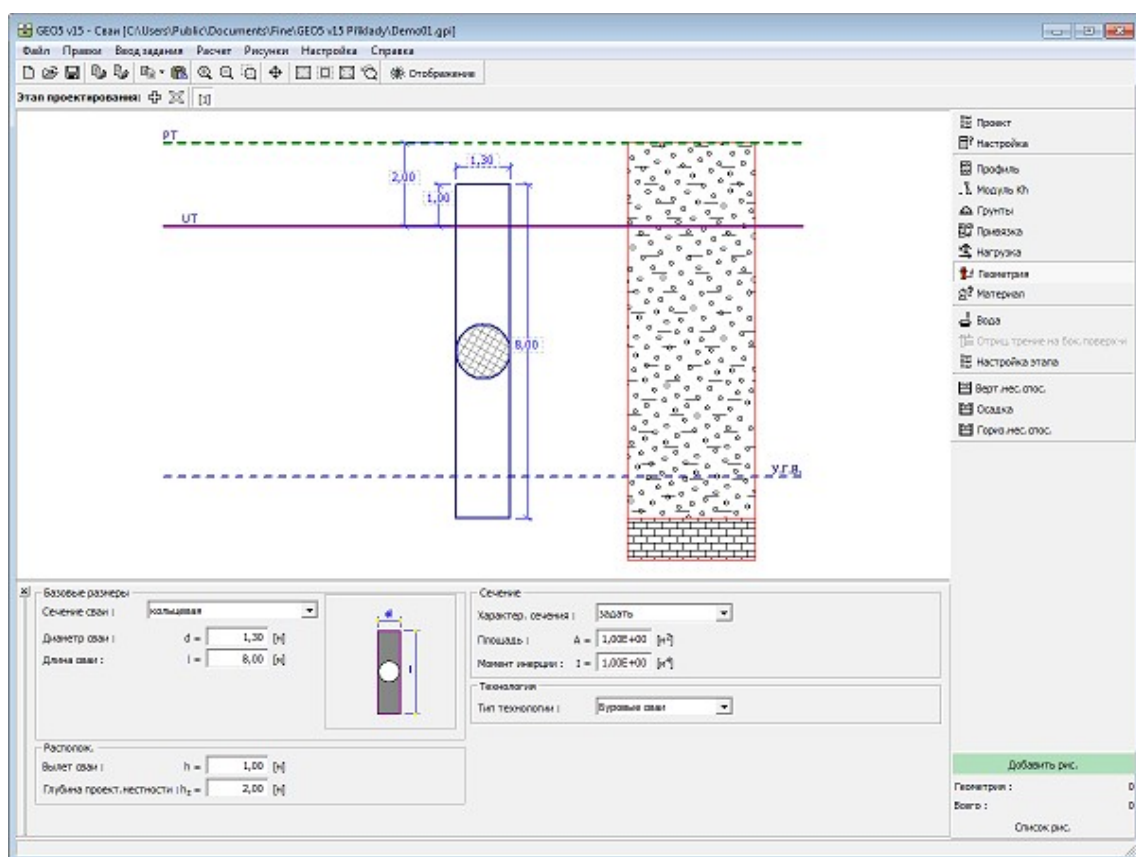 GEO5 v15 - Сваи [C:\Users\Public\Documents\Fine\GEO5 v15 Příklady\Demo01.gpi]
Файл Правки Ввод задания Расчет Рисунки Настройка Справка
Отображение
Этап проектирования: [1]
РТ
1,30
2,00
1,00
UT
8,00
У.Г.В.
Проект
Настройка
Профиль
Модуль Kh
Грунты
Привязка
Нагрузка
Геометрия
Материал
Вода
Отриц. трение на бок. поверх-и
Настройка этапа
Верт.нес.спос.
Осадка
Гориз.нес.спос.
Базовые размеры
Сечение сваи : кольцевая
Диаметр сваи : d = 1,30 [м]
Длина сваи : l = 8,00 [м]
d
l
Располож.
Вылет сваи : h = 1,00 [м]
Глубина проект.местности : hz = 2,00 [м]
Сечение
Характер. сечения : задать
Площадь : A = 1,00E+00 [м²]
Момент инерции : I = 1,00E+00 [м⁴]
Технология
Тип технологии : Буровые сваи
Добавить рис.
Геометрия : 0
Всего : 0
Список рис.